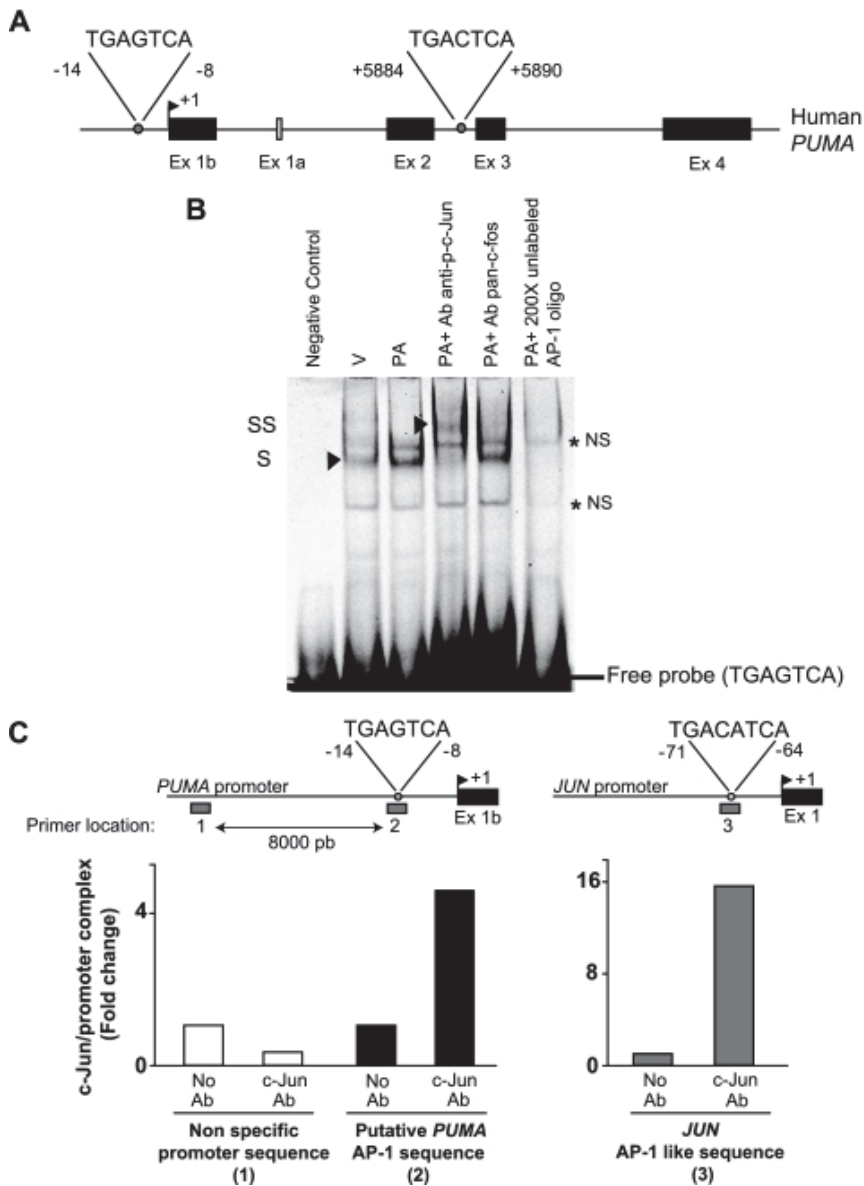 A
TGAGTCA
TGACTCA
-14
-8
+5884
+5890
+1
Human
PUMA
Ex 1b
Ex 1a
Ex 2
Ex 3
Ex 4
B
Negative Control
V
PA
PA+ Ab anti-p-c-Jun
PA+ Ab pan-c-fos
PA+ 200X unlabeled
AP-1 oligo
SS
S
* NS
* NS
Free probe (TGAGTCA)
C
TGAGTCA
-14
-8
PUMA promoter
+1
Ex 1b
Primer location:
1
2
8000 pb
TGACATCA
-71
-64
JUN promoter
+1
Ex 1
3
c-Jun/promoter complex
(Fold change)
4
0
No
Ab
c-Jun
Ab
No
Ab
c-Jun
Ab
Non specific
promoter sequence
(1)
Putative PUMA
AP-1 sequence
(2)
16
8
0
No
Ab
c-Jun
Ab
JUN
AP-1 like sequence
(3)